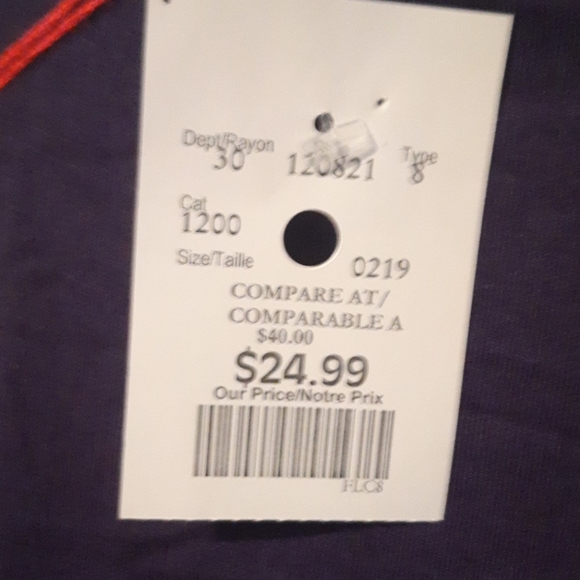 Dept/Rayon
30 120821 Type
8
Cat
1200
Size/Taille 0219
COMPARE AT/
COMPARABLE A
$40.00
$24.99
Our Price/Notre Prix
FLC8